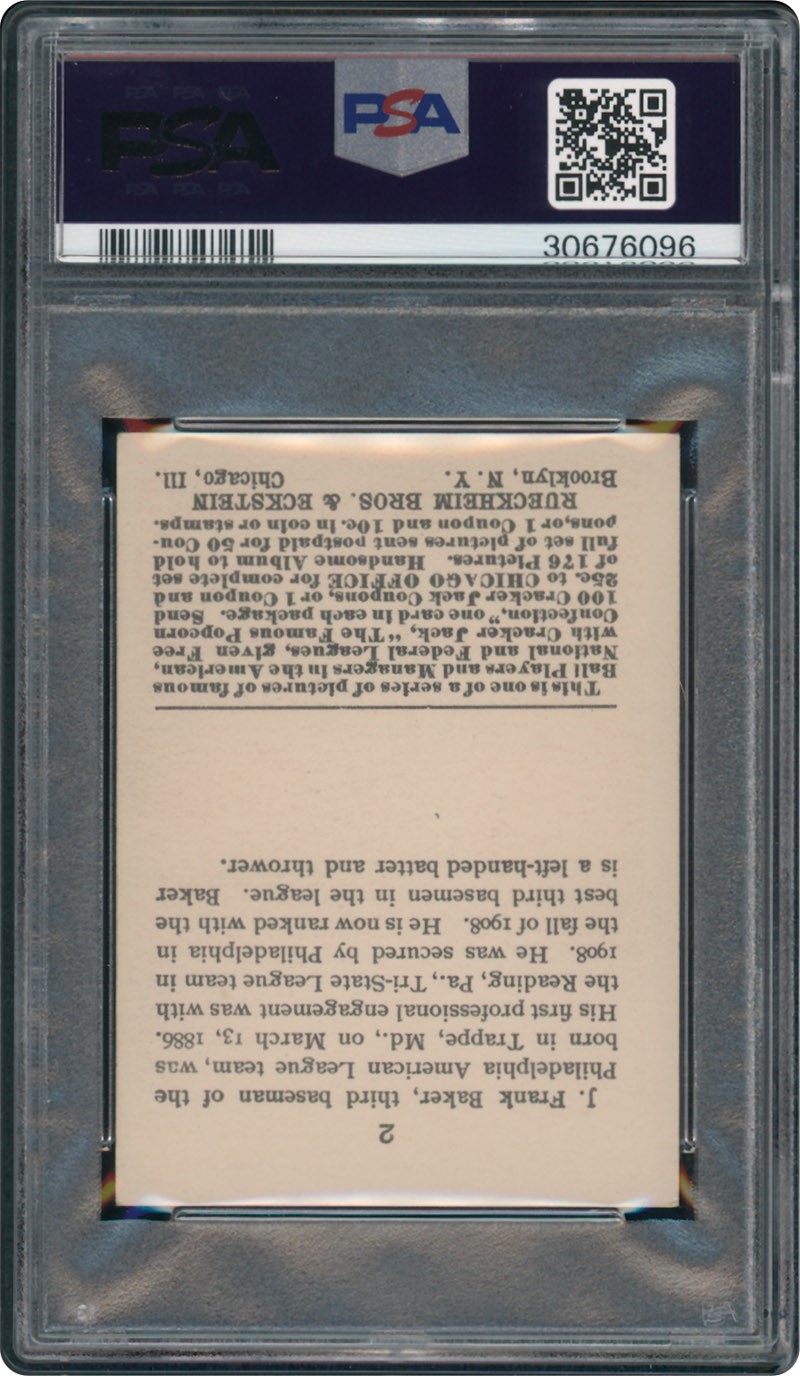 PSA
PSA
30676096
2
J. Frank Baker, third baseman of the
Philadelphia American League team, was
born in Trappe, Md., on March 13, 1886.
His first professional engagement was with
the Reading, Pa., Tri-State League team in
1908. He was secured by Philadelphia in
the fall of 1908. He is now ranked with the
best third basemen in the league. Baker
is a left-handed batter and thrower.
This is one of a series of pictures of famous
Ball Players and Managers in the American,
National and Federal Leagues, given Free
with Cracker Jack, “The Famous Popcorn
Confection,” one card in each package. Send
100 Cracker Jack Coupons, or 1 Coupon and
25c. to CHICAGO OFFICE for complete set
of 176 Pictures. Handsome Album to hold
full set of pictures sent postpaid for 50 Cou-
pons, or 1 Coupon and 10c. in coin or stamps.
RUECKHEIM BROS. & ECKSTEIN
Brooklyn, N. Y. Chicago, Ill.